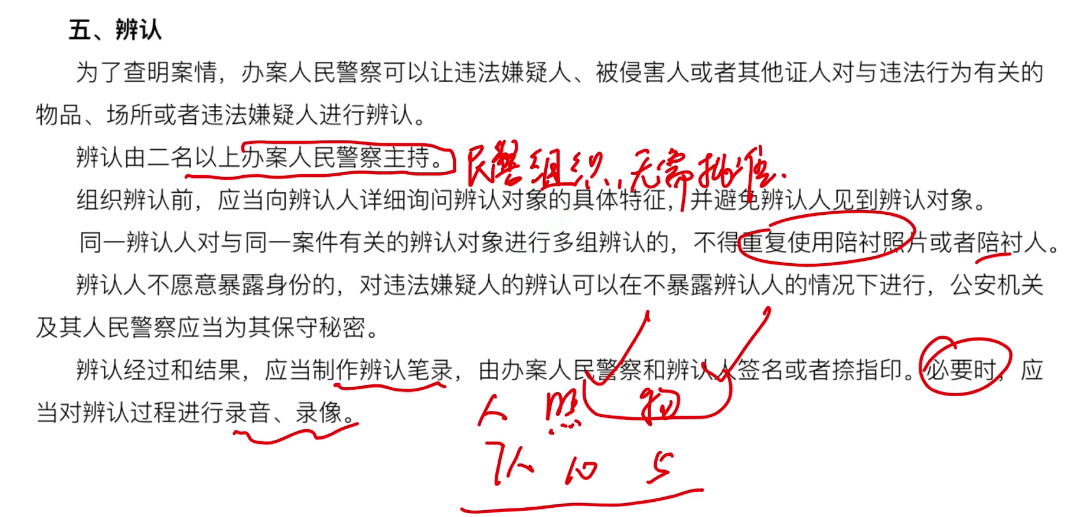 五、辨认
为了查明案情，办案人民警察可以让违法嫌疑人、被侵害人或者其他证人对与违法行为有关的
物品、场所或者违法嫌疑人进行辨认。
辨认由二名以上办案人民警察主持。
民警组织，无需批准.
组织辨认前，应当向辨认人详细询问辨认对象的具体特征，并避免辨认人见到辨认对象。
同一辨认人对与同一案件有关的辨认对象进行多组辨认的，不得重复使用陪衬照片或者陪衬人。
辨认人不愿意暴露身份的，对违法嫌疑人的辨认可以在不暴露辨认人的情况下进行，公安机关
及其人民警察应当为其保守秘密。
辨认经过和结果，应当制作辨认笔录，由办案人民警察和辨认人签名或者捺指印。必要时，应
当对辨认过程进行录音、录像。
人 照 物
7人 10 5